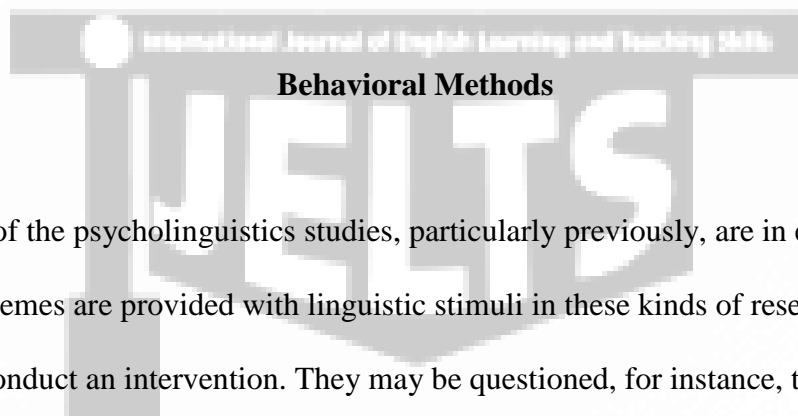 International Journal of English Learning and Teaching Skills
Behavioral Methods
IJELTS
of the psycholinguistics studies, particularly previously, are in
emes are provided with linguistic stimuli in these kinds of rese
onduct an intervention. They may be questioned, for instance, t